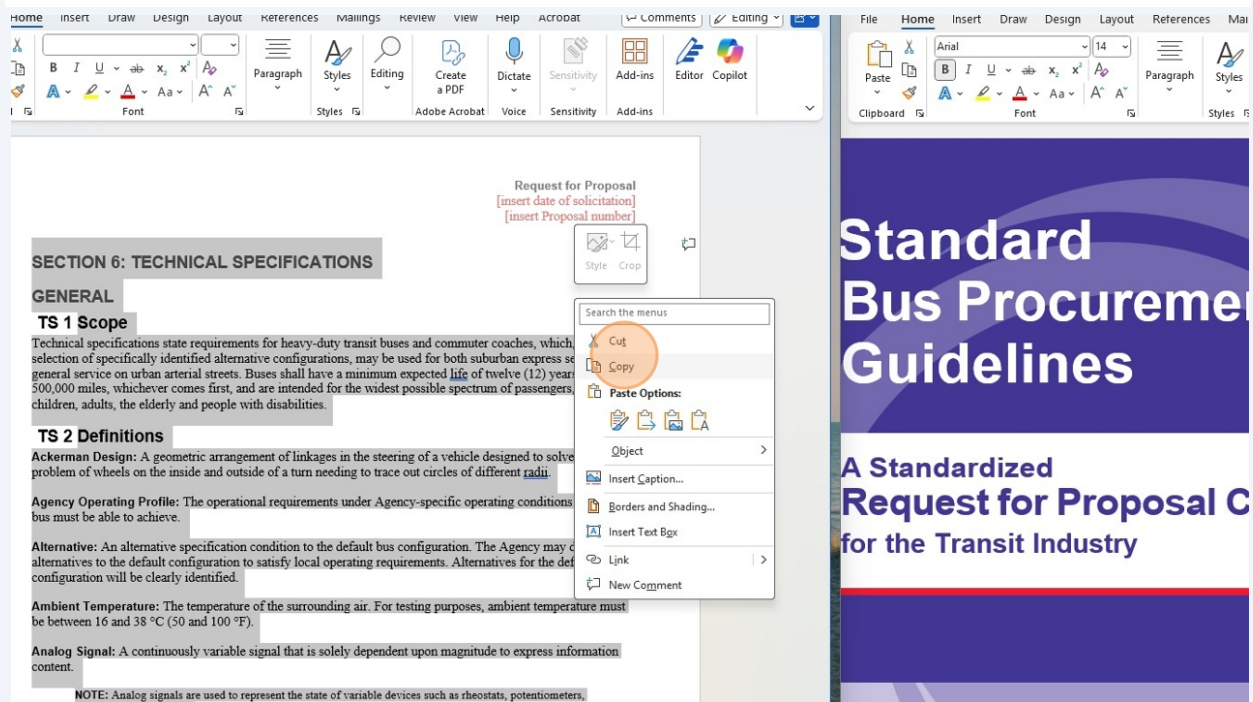 Home Insert Draw Design Layout References Mailings Review View Help Acrobat Comments Editing
B I U ab x₂ x² A
A A Aa A A
Paragraph Styles Editing Create a PDF Dictate Sensitivity Add-ins Editor Copilot
Font Styles Adobe Acrobat Voice Sensitivity Add-ins
Request for Proposal
[insert date of solicitation]
[insert Proposal number]
SECTION 6: TECHNICAL SPECIFICATIONS
GENERAL
TS 1 Scope
Technical specifications state requirements for heavy-duty transit buses and commuter coaches, which,
selection of specifically identified alternative configurations, may be used for both suburban express se
general service on urban arterial streets. Buses shall have a minimum expected life of twelve (12) year
500,000 miles, whichever comes first, and are intended for the widest possible spectrum of passengers,
children, adults, the elderly and people with disabilities.
TS 2 Definitions
Ackerman Design: A geometric arrangement of linkages in the steering of a vehicle designed to solve
problem of wheels on the inside and outside of a turn needing to trace out circles of different radii.
Agency Operating Profile: The operational requirements under Agency-specific operating conditions
bus must be able to achieve.
Alternative: An alternative specification condition to the default bus configuration. The Agency may d
alternatives to the default configuration to satisfy local operating requirements. Alternatives for the def
configuration will be clearly identified.
Ambient Temperature: The temperature of the surrounding air. For testing purposes, ambient temperature must
be between 16 and 38 °C (50 and 100 °F).
Analog Signal: A continuously variable signal that is solely dependent upon magnitude to express information
content.
NOTE: Analog signals are used to represent the state of variable devices such as rheostats, potentiometers,
Style Crop
Search the menus
Cut
Copy
Paste Options:
Object
Insert Caption...
Borders and Shading...
Insert Text Box
Link
New Comment
File Home Insert Draw Design Layout References Mai
Paste Arial 14 Paragraph Styles
B I U ab x₂ x² A
A A Aa A A
Clipboard Font Styles
Standard
Bus Procureme
Guidelines
A Standardized
Request for Proposal C
for the Transit Industry